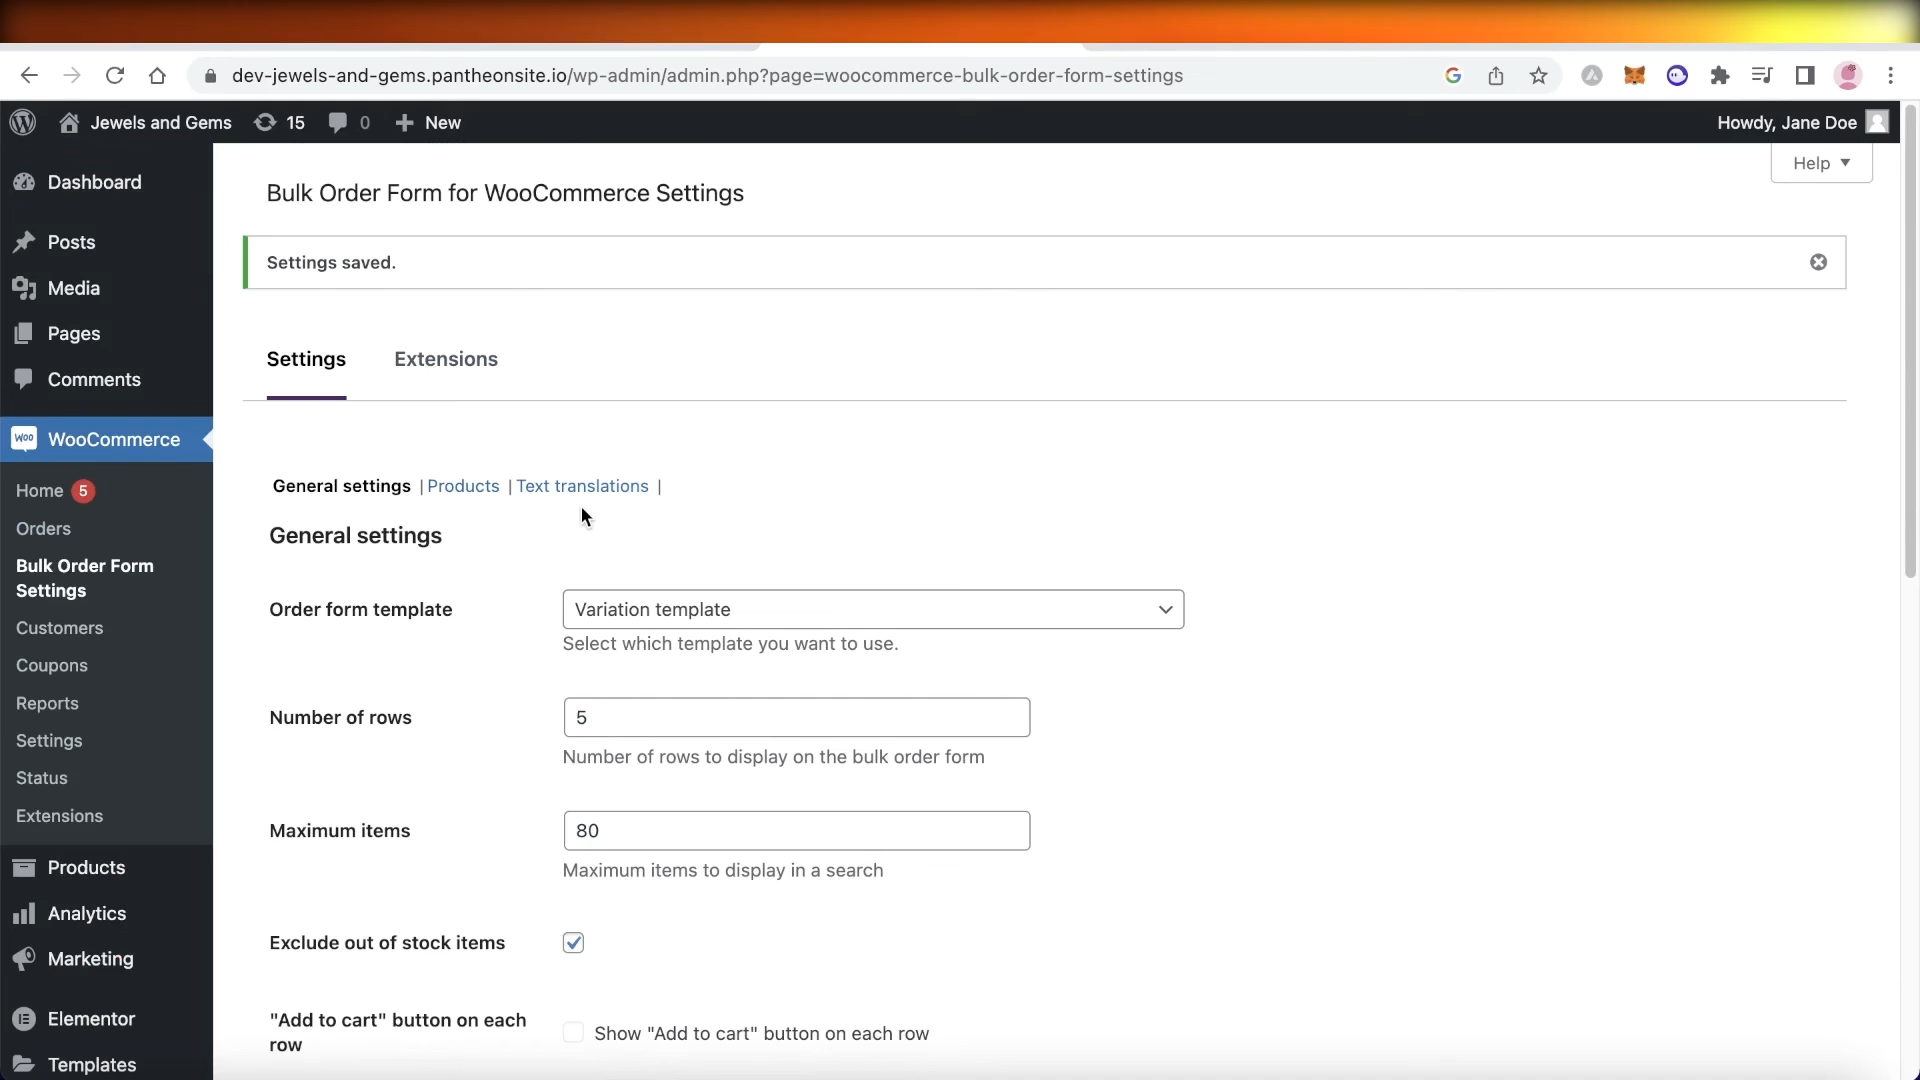 dev-jewels-and-gems.pantheonsite.io/wp-admin/admin.php?page=woocommerce-bulk-order-form-settings
Jewels and Gems 15 0 + New Howdy, Jane Doe
Help ▼
Dashboard
Posts
Media
Pages
Comments
Woo WooCommerce
Home 5
Orders
Bulk Order Form
Settings
Customers
Coupons
Reports
Settings
Status
Extensions
Products
Analytics
Marketing
Elementor
Templates
Bulk Order Form for WooCommerce Settings
Settings saved.
Settings Extensions
General settings | Products | Text translations |
General settings
Order form template Variation template
Select which template you want to use.
Number of rows 5
Number of rows to display on the bulk order form
Maximum items 80
Maximum items to display in a search
Exclude out of stock items
"Add to cart" button on each
row
Show "Add to cart" button on each row